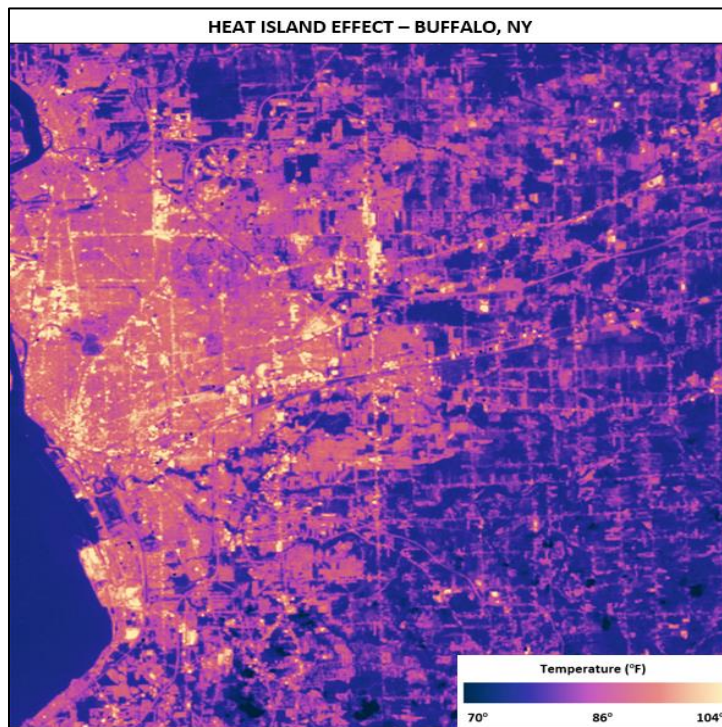 HEAT ISLAND EFFECT – BUFFALO, NY
Temperature (°F)
70° 86° 104°